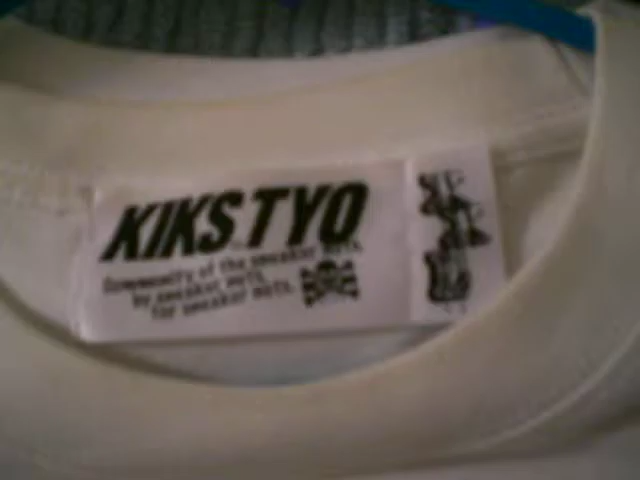 KIKS TYO
Community of the sneaker nuts,
by sneaker nuts,
for sneaker nuts.